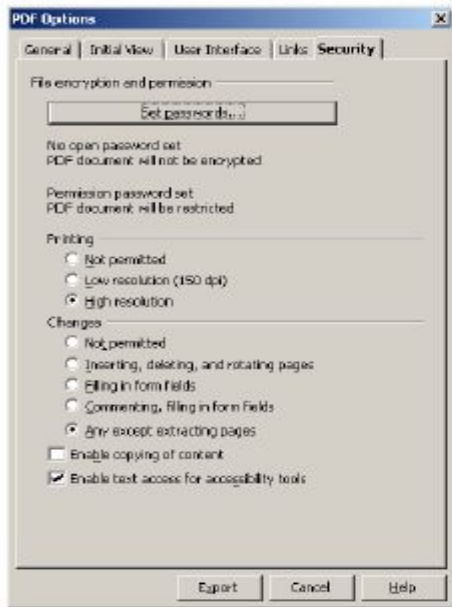 PDF Options
General Initial View User Interface Links Security
File encryption and permission
Set passwords...
No open password set
PDF document will not be encrypted
Permission password set
PDF document will be restricted
Printing
Not permitted
Low resolution (150 dpi)
High resolution
Changes
Not permitted
Inserting, deleting, and rotating pages
Filling in form fields
Commenting, filling in form fields
Any except extracting pages
Enable copying of content
Enable text access for accessibility tools
Export Cancel Help